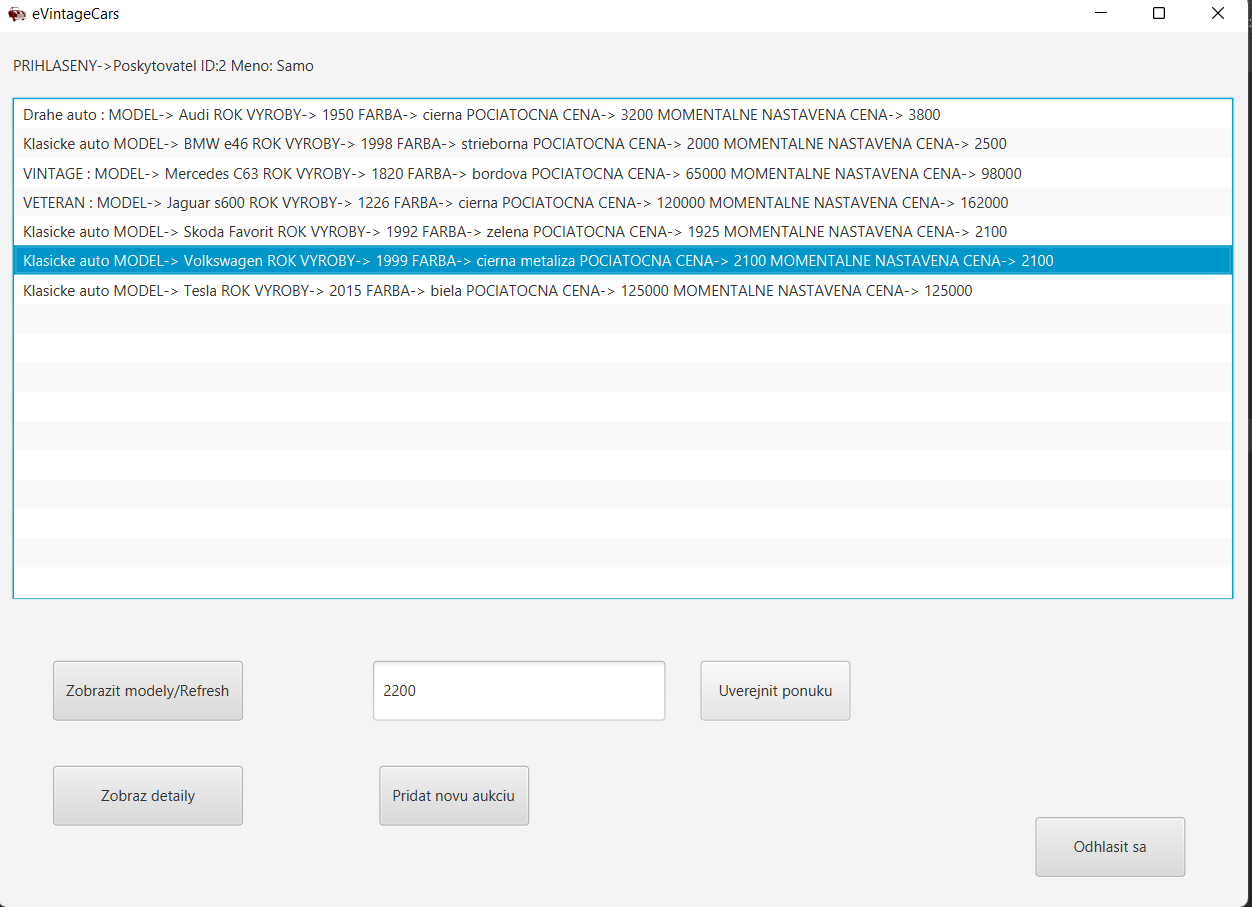 eVintageCars
PRIHLASENY->Poskytovatel ID:2 Meno: Samo
Drahe auto : MODEL-> Audi ROK VYROBY-> 1950 FARBA-> cierna POCIATOCNA CENA-> 3200 MOMENTALNE NASTAVENA CENA-> 3800
Klasicke auto MODEL-> BMW e46 ROK VYROBY-> 1998 FARBA-> strieborna POCIATOCNA CENA-> 2000 MOMENTALNE NASTAVENA CENA-> 2500
VINTAGE : MODEL-> Mercedes C63 ROK VYROBY-> 1820 FARBA-> bordova POCIATOCNA CENA-> 65000 MOMENTALNE NASTAVENA CENA-> 98000
VETERAN : MODEL-> Jaguar s600 ROK VYROBY-> 1226 FARBA-> cierna POCIATOCNA CENA-> 120000 MOMENTALNE NASTAVENA CENA-> 162000
Klasicke auto MODEL-> Skoda Favorit ROK VYROBY-> 1992 FARBA-> zelena POCIATOCNA CENA-> 1925 MOMENTALNE NASTAVENA CENA-> 2100
Klasicke auto MODEL-> Volkswagen ROK VYROBY-> 1999 FARBA-> cierna metaliza POCIATOCNA CENA-> 2100 MOMENTALNE NASTAVENA CENA-> 2100
Klasicke auto MODEL-> Tesla ROK VYROBY-> 2015 FARBA-> biela POCIATOCNA CENA-> 125000 MOMENTALNE NASTAVENA CENA-> 125000
Zobrazit modely/Refresh
2200
Uverejnit ponuku
Zobraz detaily
Pridat novu aukciu
Odhlasit sa